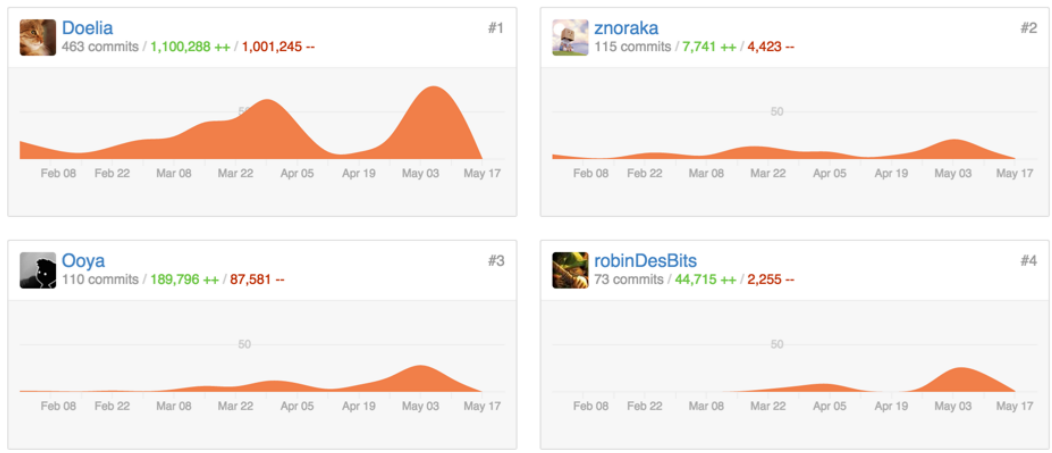 Doelia #1
463 commits / 1,100,288 ++ / 1,001,245 --
50
Feb 08 Feb 22 Mar 08 Mar 22 Apr 05 Apr 19 May 03 May 17
znoraka #2
115 commits / 7,741 ++ / 4,423 --
50
Feb 08 Feb 22 Mar 08 Mar 22 Apr 05 Apr 19 May 03 May 17
Ooya #3
110 commits / 189,796 ++ / 87,581 --
50
Feb 08 Feb 22 Mar 08 Mar 22 Apr 05 Apr 19 May 03 May 17
robinDesBits #4
73 commits / 44,715 ++ / 2,255 --
50
Feb 08 Feb 22 Mar 08 Mar 22 Apr 05 Apr 19 May 03 May 17